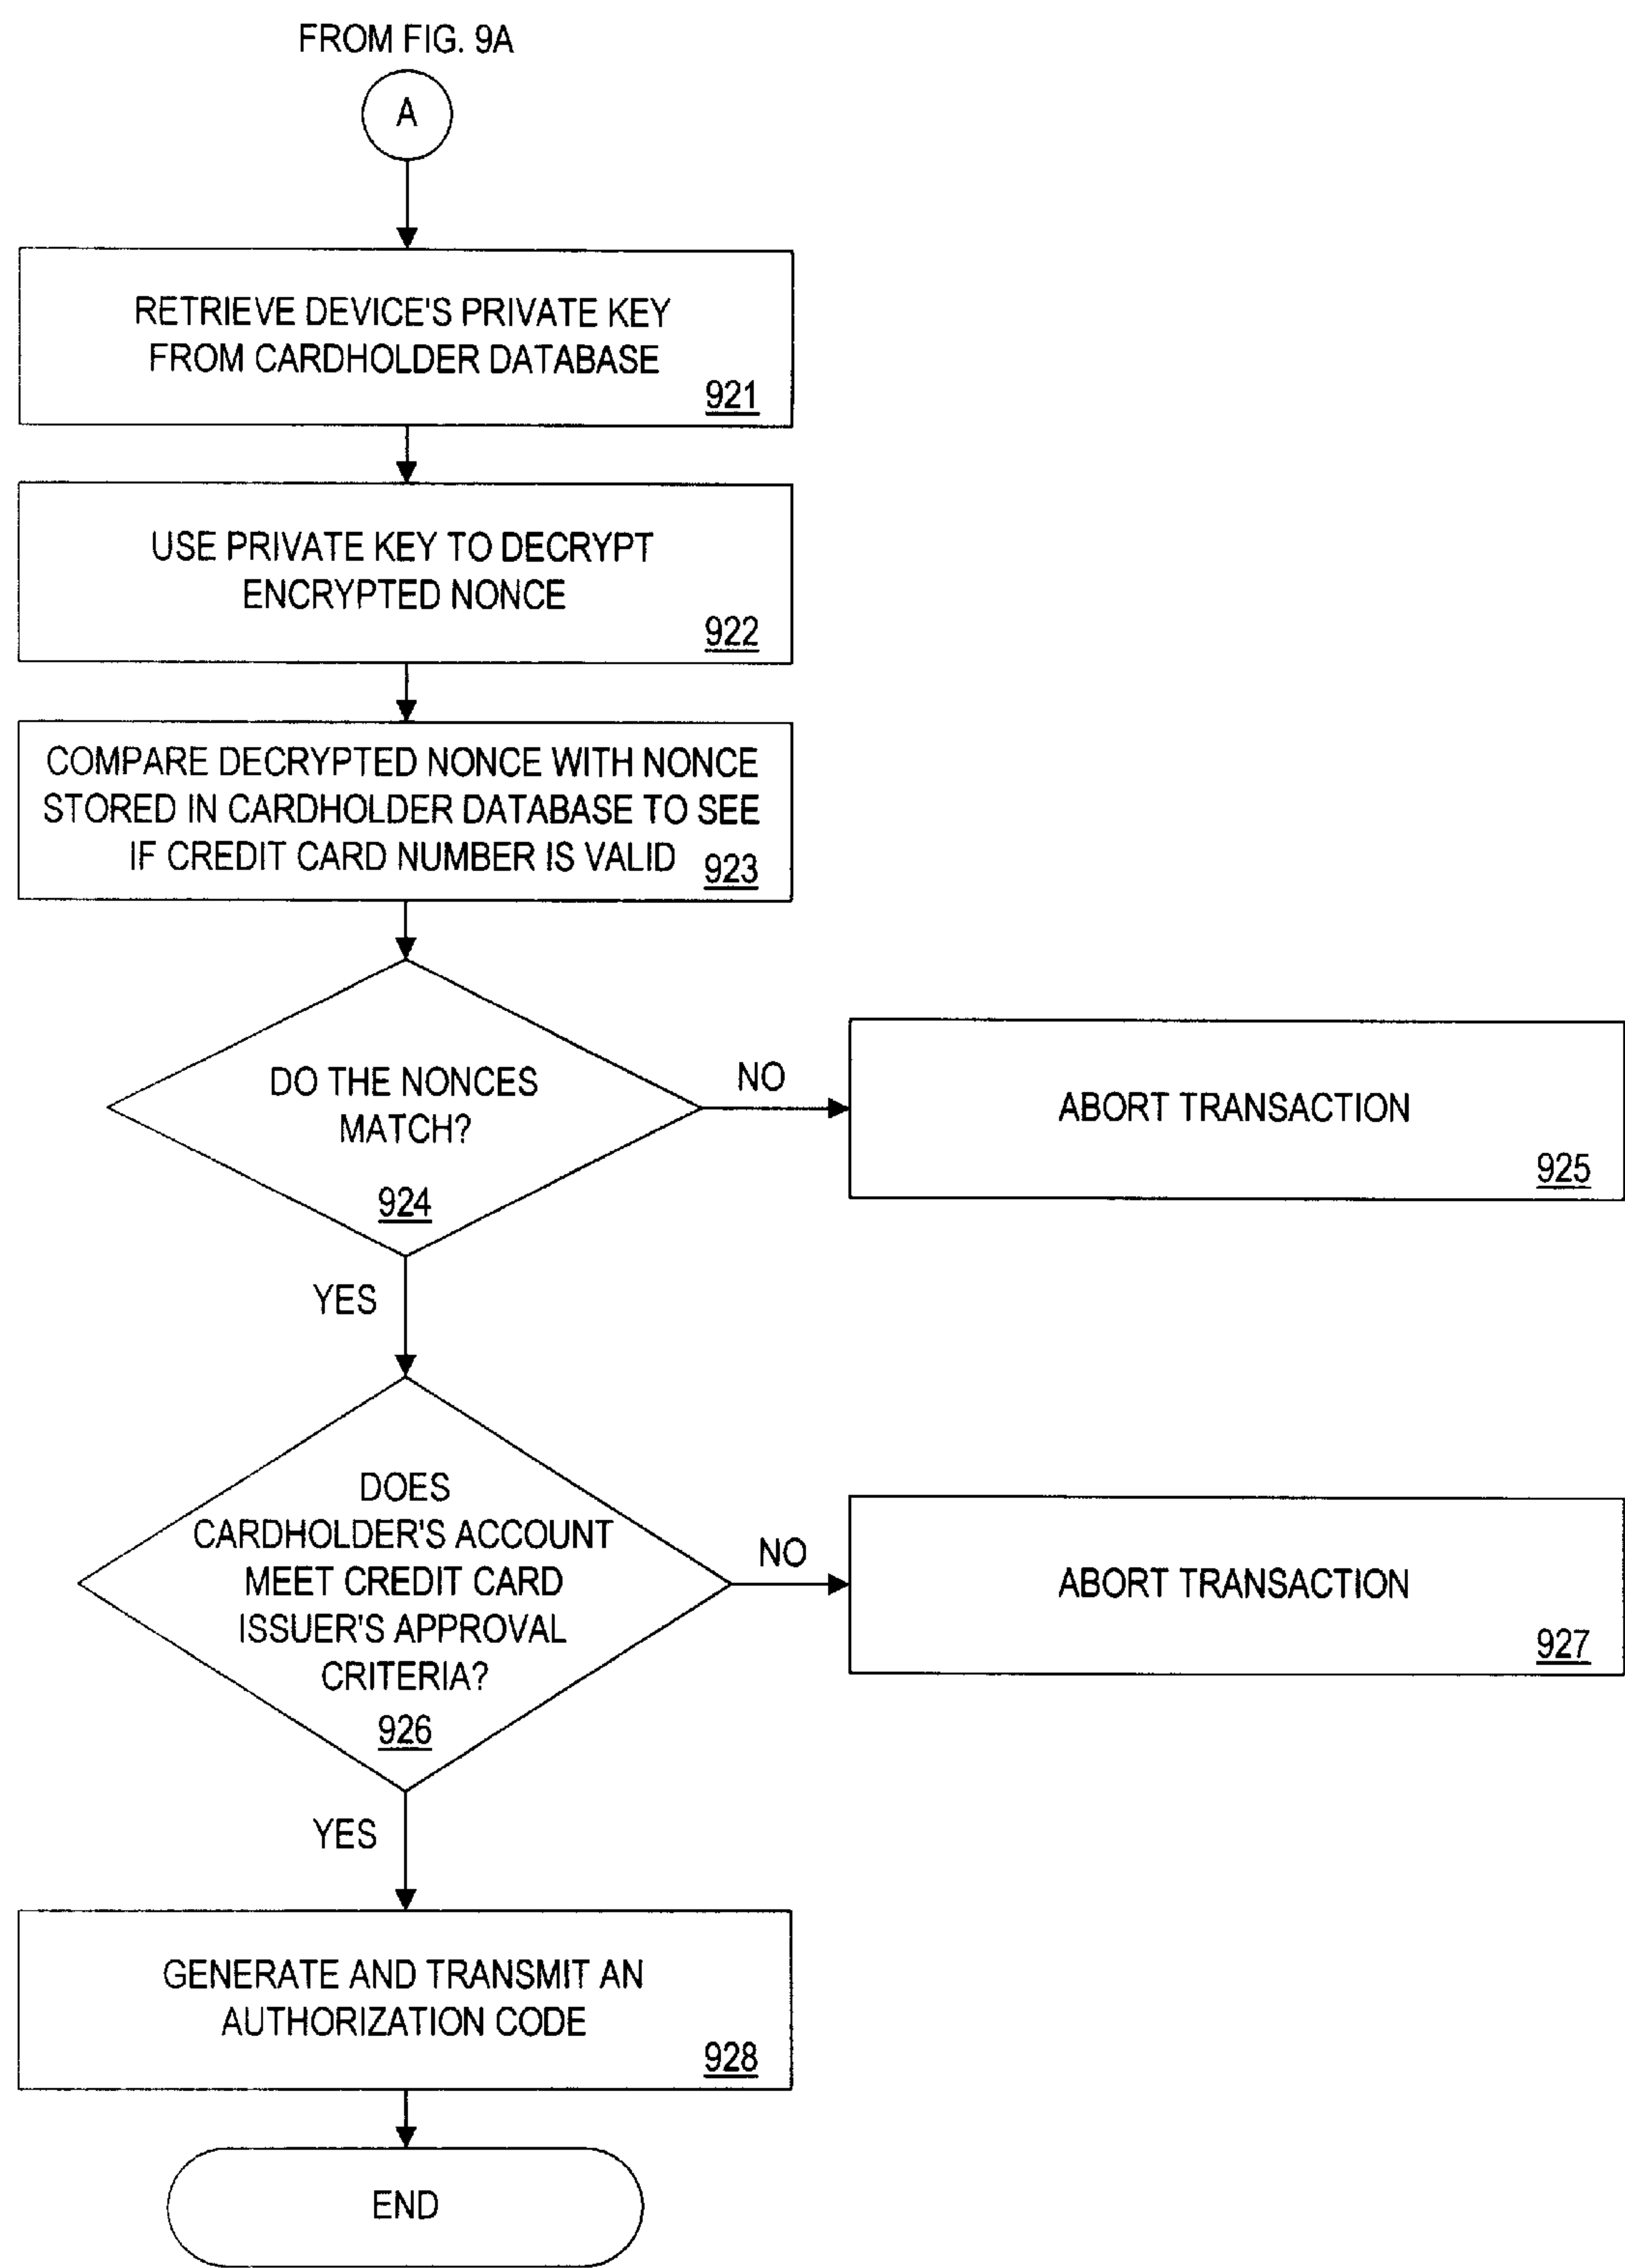 FROM FIG. 9A
A
RETRIEVE DEVICE'S PRIVATE KEY
FROM CARDHOLDER DATABASE
921
USE PRIVATE KEY TO DECRYPT
ENCRYPTED NONCE
922
COMPARE DECRYPTED NONCE WITH NONCE
STORED IN CARDHOLDER DATABASE TO SEE
IF CREDIT CARD NUMBER IS VALID 923
DO THE NONCES
MATCH?
924
NO
ABORT TRANSACTION
925
YES
DOES
CARDHOLDER'S ACCOUNT
MEET CREDIT CARD
ISSUER'S APPROVAL
CRITERIA?
926
NO
ABORT TRANSACTION
927
YES
GENERATE AND TRANSMIT AN
AUTHORIZATION CODE
928
END